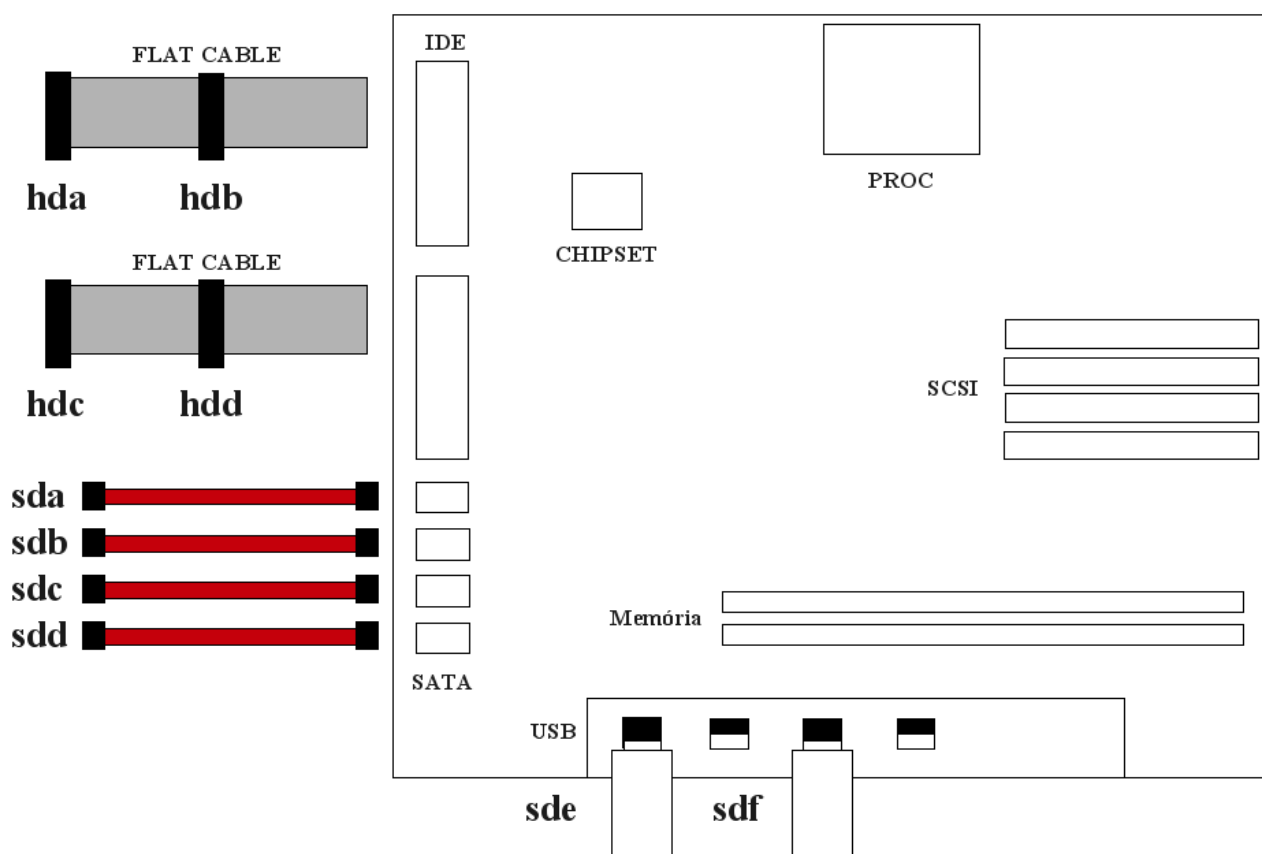 FLAT CABLE
hda hdb
FLAT CABLE
hdc hdd
sda
sdb
sdc
sdd
IDE
PROC
CHIPSET
SCSI
Memória
SATA
USB
sde sdf